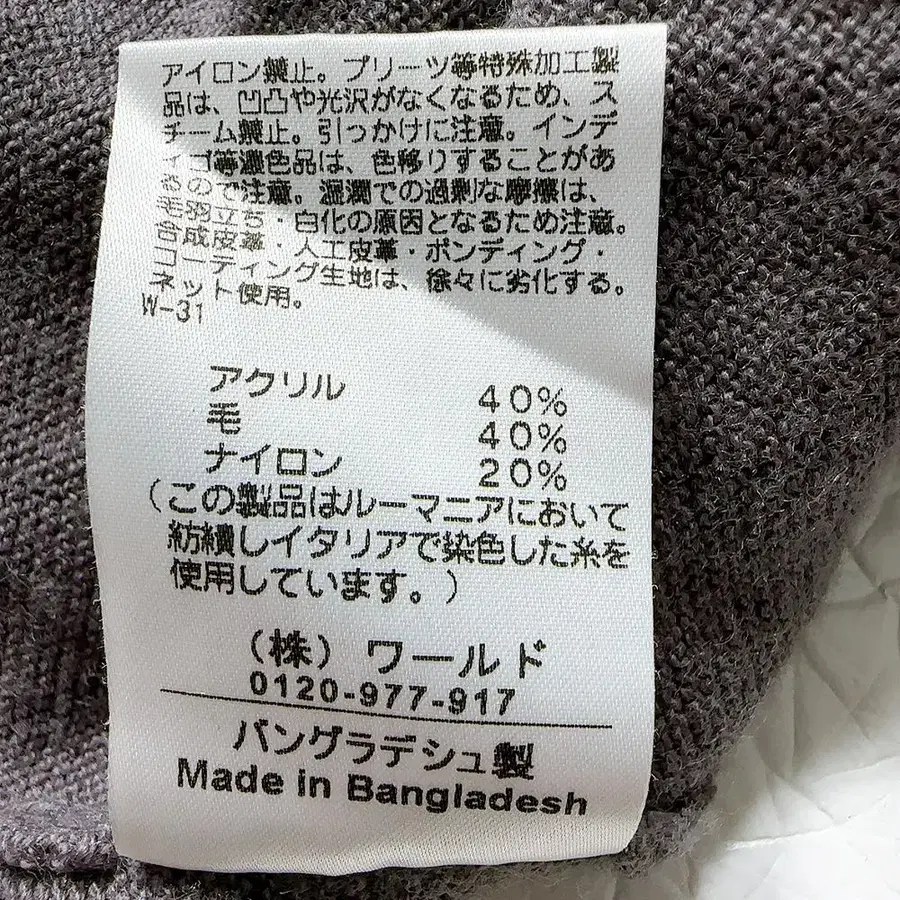 アイロン禁止。プリーツ等特殊加工製
品は、凹凸や光沢がなくなるため、ス
チーム禁止。引っかけに注意。インデ
ィゴ等濃色品は、色移りすることがあ
るので注意。湿潤での過剰な摩擦は、
毛羽立ち・白化の原因となるため注意。
合成皮革・人工皮革・ボンディング・
コーティング生地は、徐々に劣化する。
ネット使用。
W-31
アクリル 40%
毛 40%
ナイロン 20%
(この製品はルーマニアにおいて
紡績しイタリアで染色した糸を
使用しています。)
(株) ワールド
0120-977-917
バングラデシュ製
Made in Bangladesh